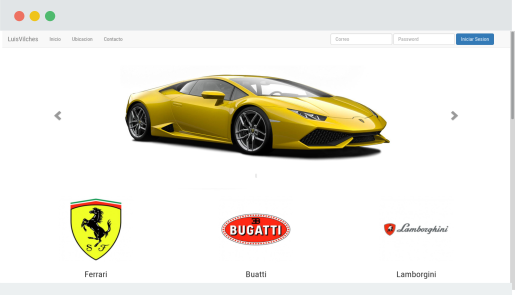 LuisVilches Inicio Ubicacion Contacto Correo Password Iniciar Sesion
S F
BUGATTI
Lamborghini
Ferrari Buatti Lamborgini